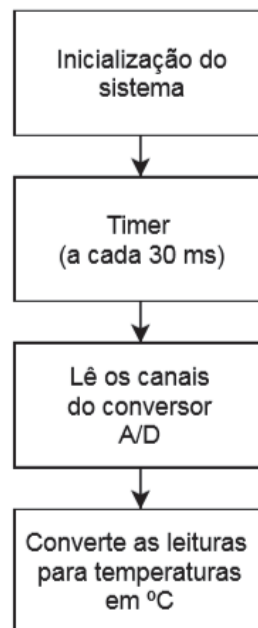 Inicialização do
sistema
Timer
(a cada 30 ms)
Lê os canais
do conversor
A/D
Converte as leituras
para temperaturas
em ºC